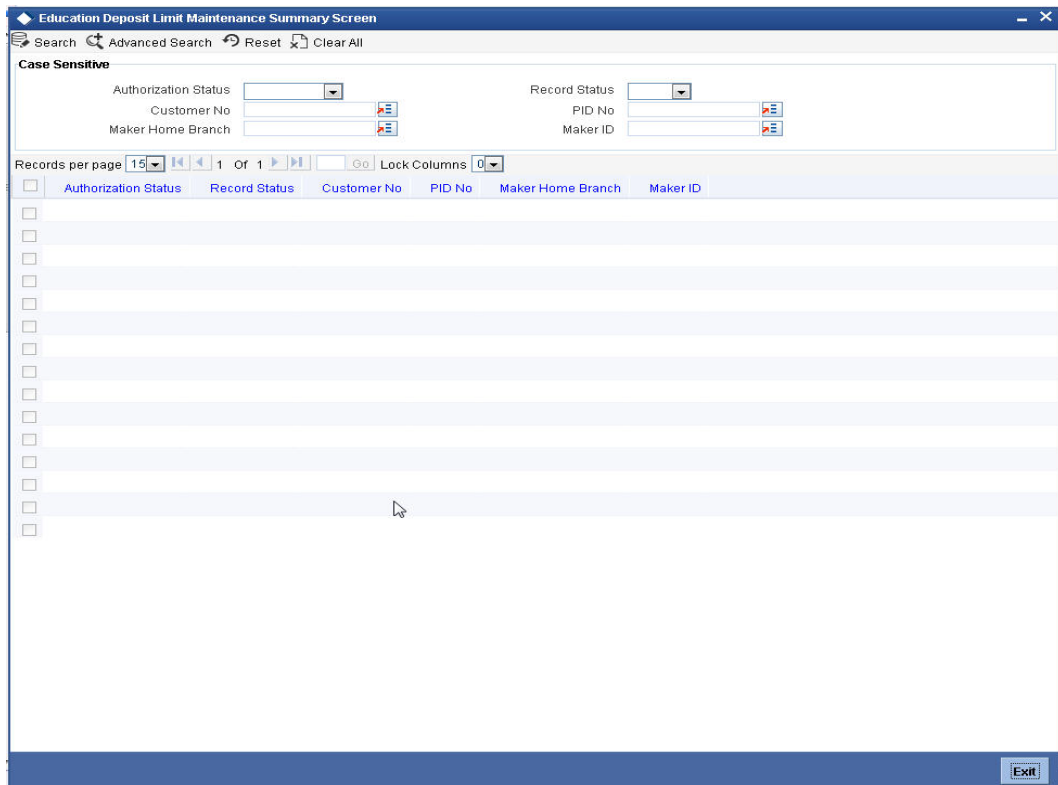 Education Deposit Limit Maintenance Summary Screen
Search Advanced Search Reset Clear All
Case Sensitive
Authorization Status Record Status
Customer No PID No
Maker Home Branch Maker ID
Records per page 15 1 Of 1 Go Lock Columns 0
Authorization Status Record Status Customer No PID No Maker Home Branch Maker ID
Exit